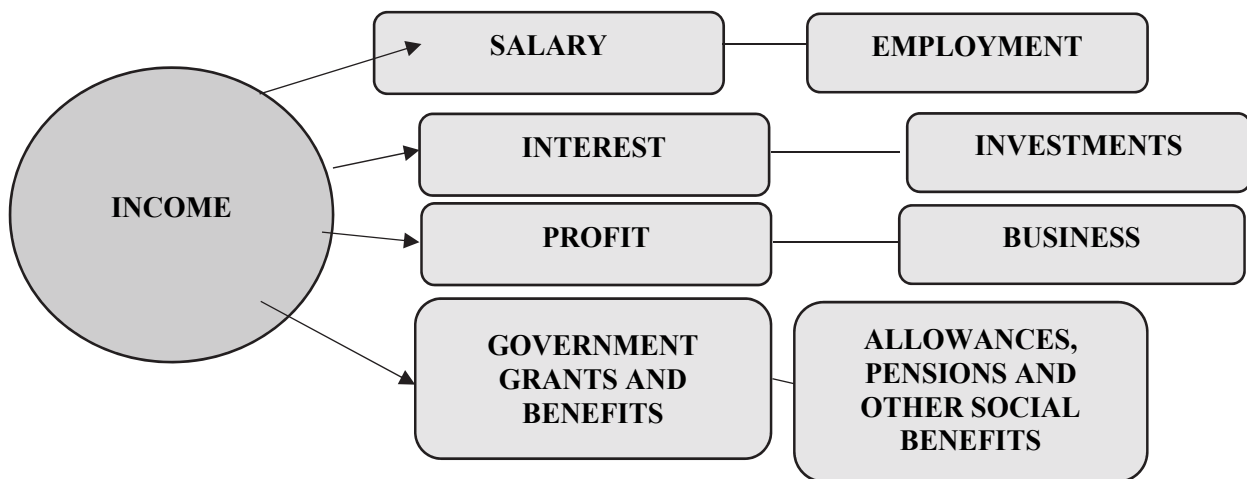 SALARY
EMPLOYMENT
INTEREST
INVESTMENTS
INCOME
PROFIT
BUSINESS
GOVERNMENT
GRANTS AND
BENEFITS
ALLOWANCES,
PENSIONS AND
OTHER SOCIAL
BENEFITS